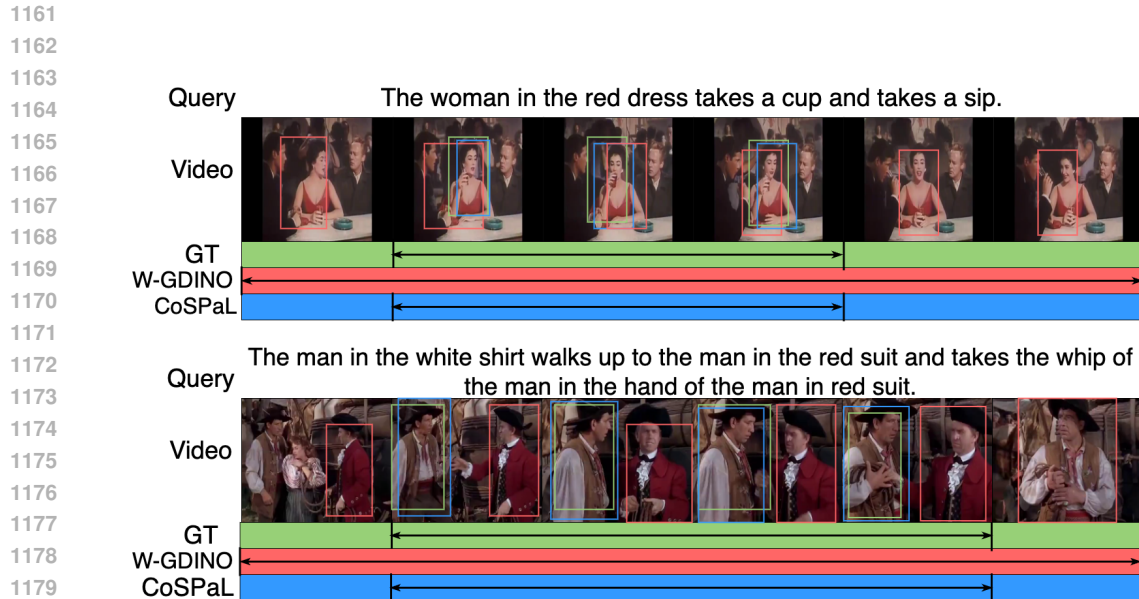 1161
1162
1163
1164
1165
1166
1167
1168
1169
1170
1171
1172
1173
1174
1175
1176
1177
1178
1179
Query The woman in the red dress takes a cup and takes a sip.
Video
GT
W-GDINO
CoSPaL
Query The man in the white shirt walks up to the man in the red suit and takes the whip of
the man in the hand of the man in red suit.
Video
GT
W-GDINO
CoSPaL